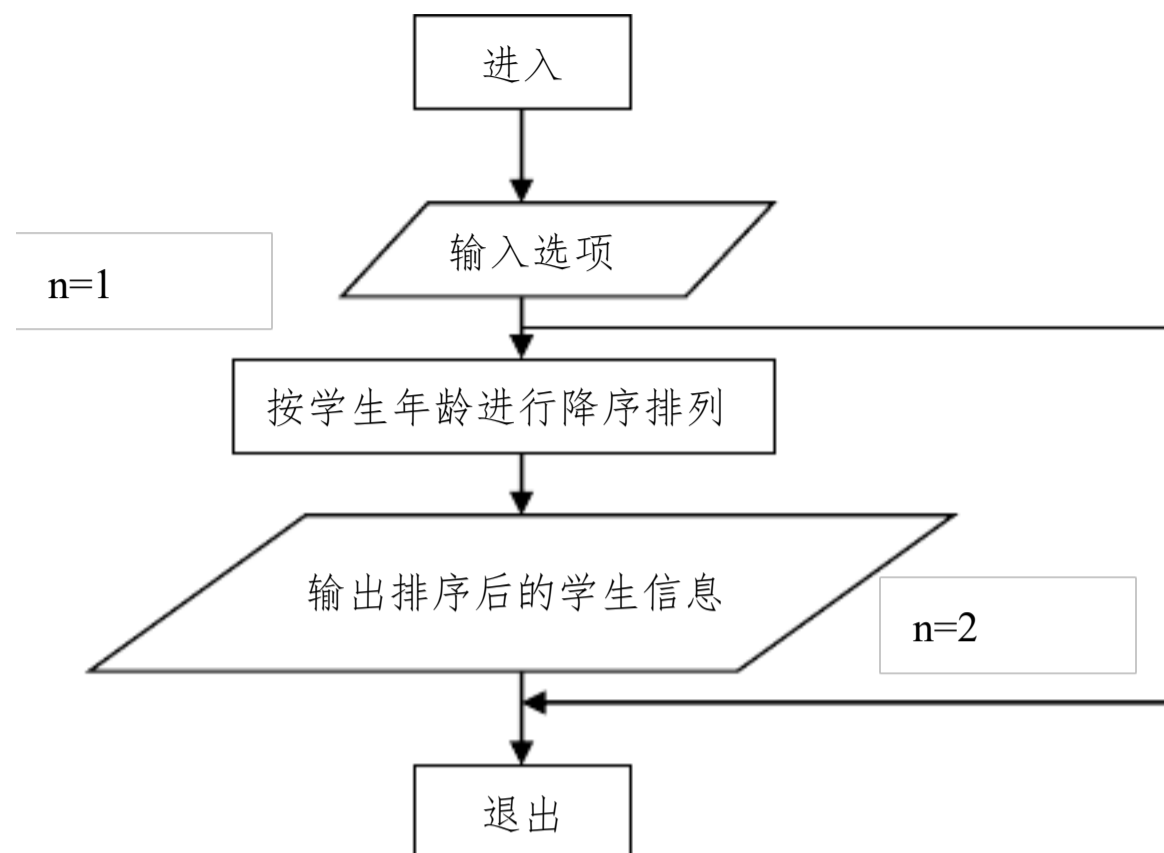 进入
输入选项
n=1
按学生年龄进行降序排列
输出排序后的学生信息
n=2
退出